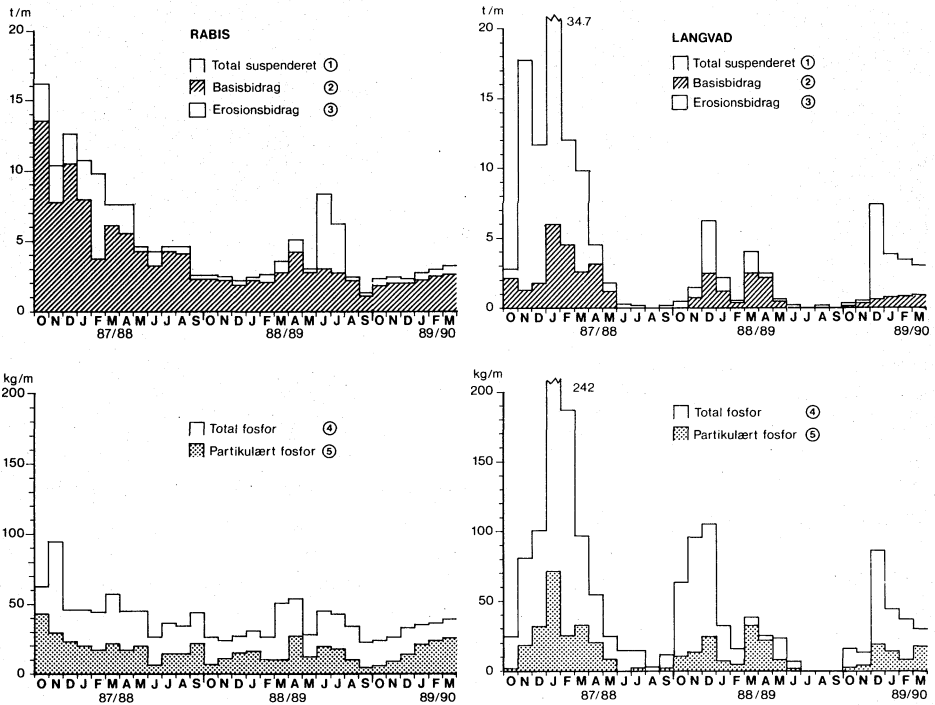 t/m
20
15
10
5
0
RABIS
Total suspenderet ①
Basisbidrag ②
Erosionsbidrag ③
O N D J F M A M J J A S O N D J F M A M J J A S O N D J F M
87/88 88/89 89/90
t/m
20
15
10
5
0
34.7
LANGVAD
Total suspenderet ①
Basisbidrag ②
Erosionsbidrag ③
O N D J F M A M J J A S O N D J F M A M J J A S O N D J F M
87/88 88/89 89/90
kg/m
200
150
100
50
0
Total fosfor ④
Partikulært fosfor ⑤
O N D J F M A M J J A S O N D J F M A M J J A S O N D J F M
87/88 88/89 89/90
kg/m
200
150
100
50
0
242
Total fosfor ④
Partikulært fosfor ⑤
O N D J F M A M J J A S O N D J F M A M J J A S O N D J F M
87/88 88/89 89/90